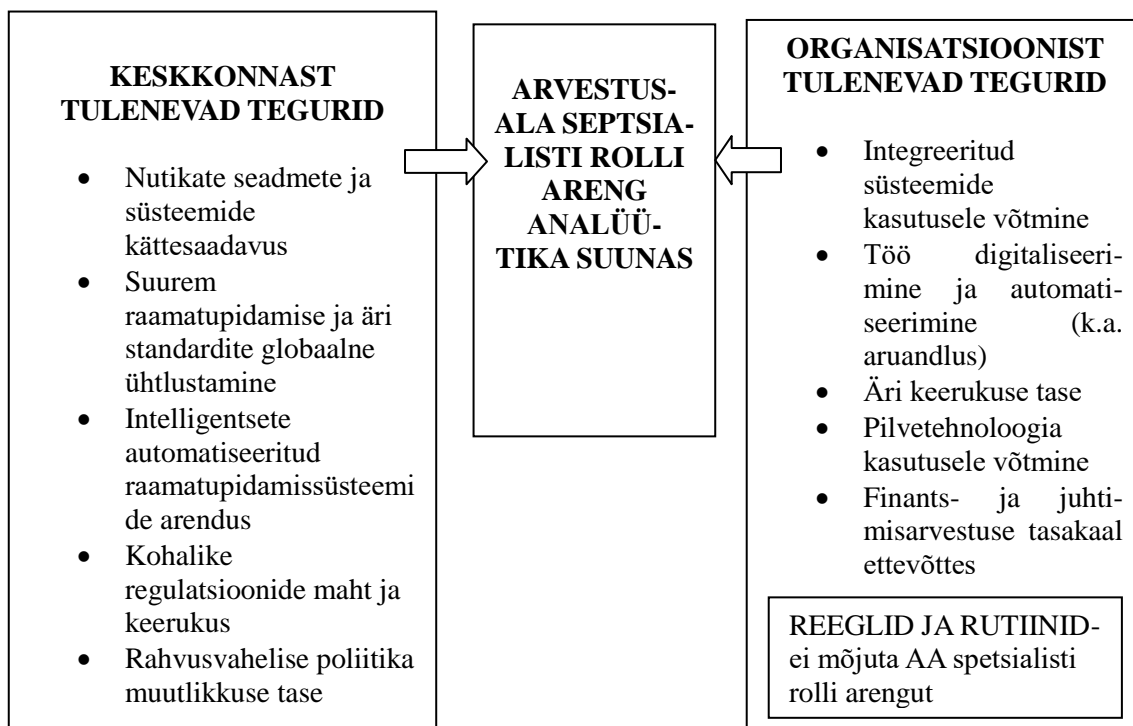 KESKKONNAST
TULENEVAD TEGURID
• Nutikate seadmete ja
süsteemide
kättesaadavus
• Suurem
raamatupidamise ja äri
standardite globaalne
ühtlustamine
• Intelligentsete
automatiseeritud
raamatupidamissüsteemi
de arendus
• Kohalike
regulatsioonide maht ja
keerukus
• Rahvusvahelise poliitika
muutlikkuse tase
ARVESTUS-
ALA SEPTSIA-
LISTI ROLLI
ARENG
ANALÜÜ-
TIKA SUUNAS
ORGANISATSIOONIST
TULENEVAD TEGURID
• Integreeritud
süsteemide
kasutusele võtmine
• Töö digitaliseeri-
mine ja automati-
seerimine (k.a.
aruandlus)
• Äri keerukuse tase
• Pilvetehnoloogia
kasutusele võtmine
• Finants- ja juhti-
misarvestuse tasakaal
ettevõttes
REEGLID JA RUTIINID-
ei mõjuta AA spetsialisti
rolli arengut